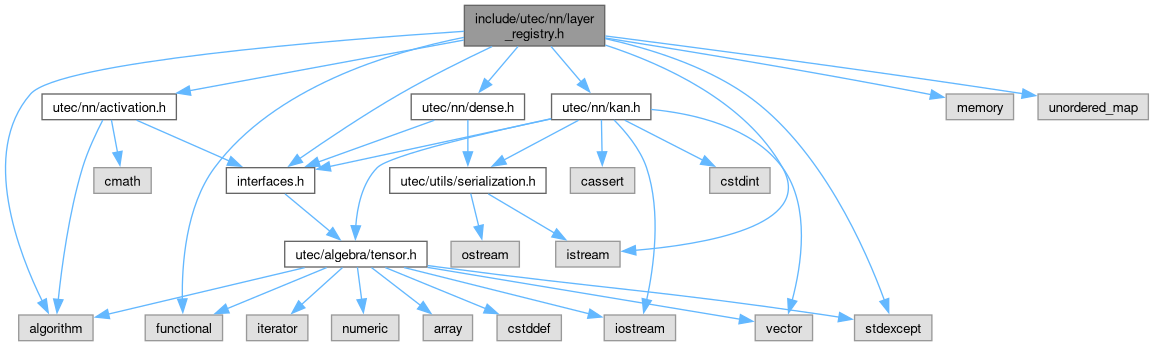 include/utec/nn/layer
_registry.h
utec/nn/activation.h
utec/nn/dense.h
utec/nn/kan.h
memory
unordered_map
cmath
interfaces.h
utec/utils/serialization.h
cassert
cstdint
utec/algebra/tensor.h
ostream
istream
algorithm
functional
iterator
numeric
array
cstddef
iostream
vector
stdexcept